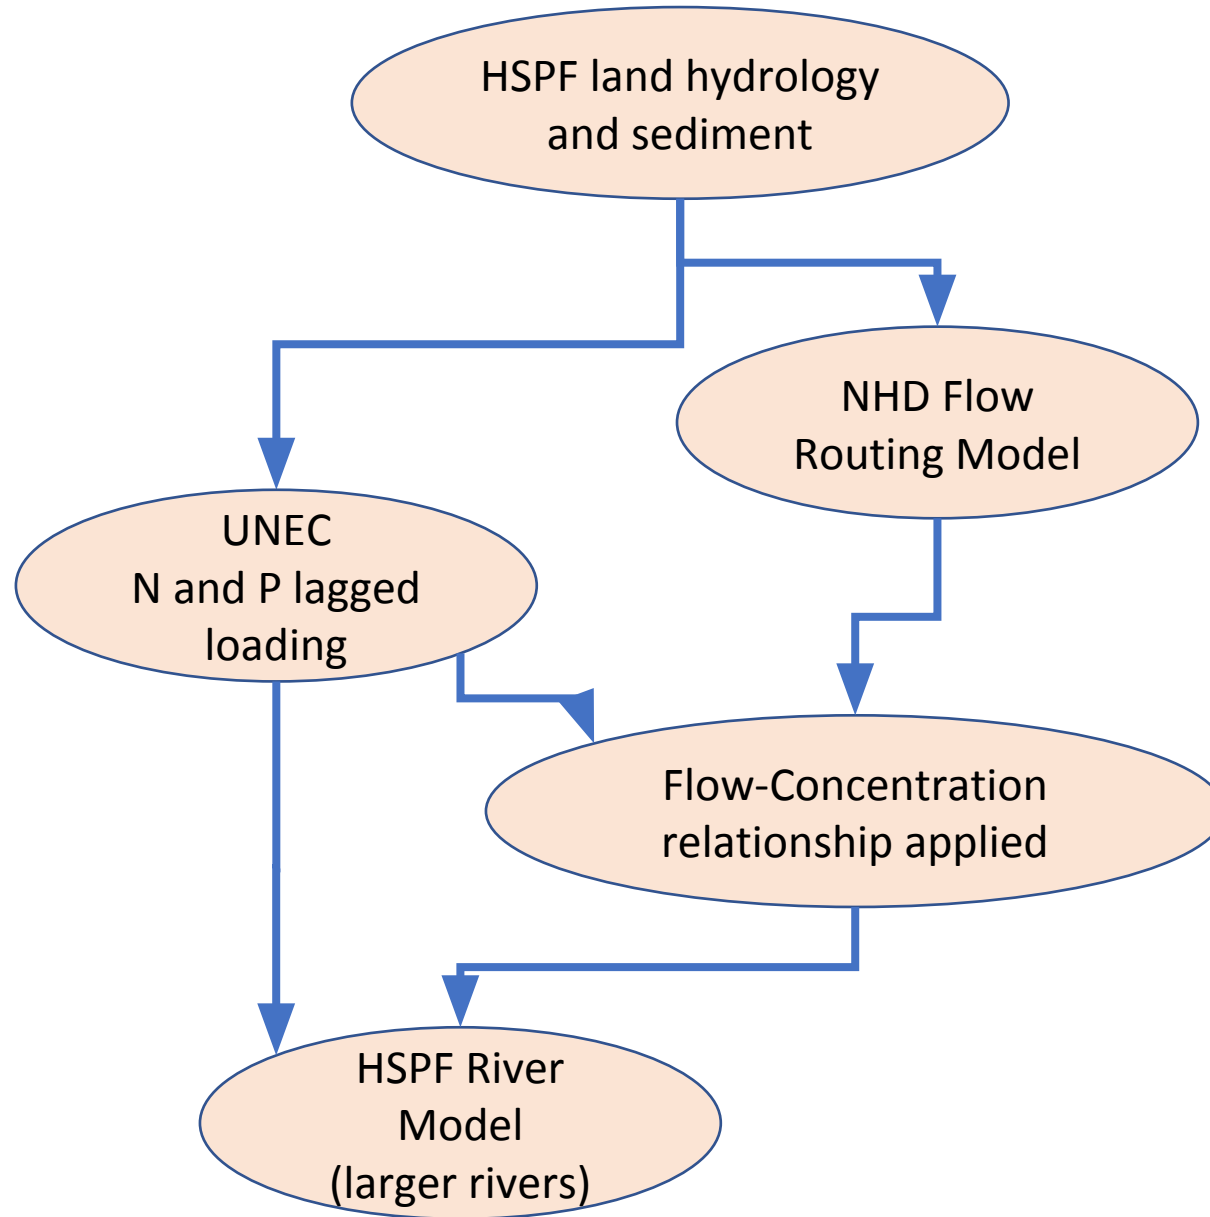 HSPF land hydrology
and sediment
NHD Flow
Routing Model
UNEC
N and P lagged
loading
Flow-Concentration
relationship applied
HSPF River
Model
(larger rivers)